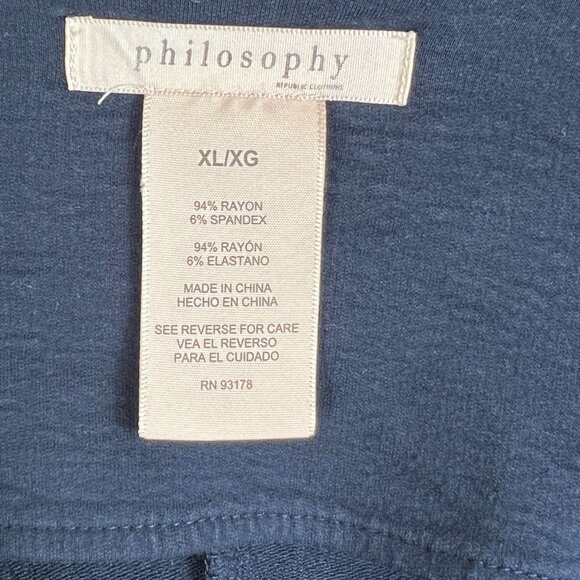 philosophy
REPUBLIC CLOTHING
XL/XG
94% RAYON
6% SPANDEX
94% RAYÓN
6% ELASTANO
MADE IN CHINA
HECHO EN CHINA
SEE REVERSE FOR CARE
VEA EL REVERSO
PARA EL CUIDADO
RN 93178